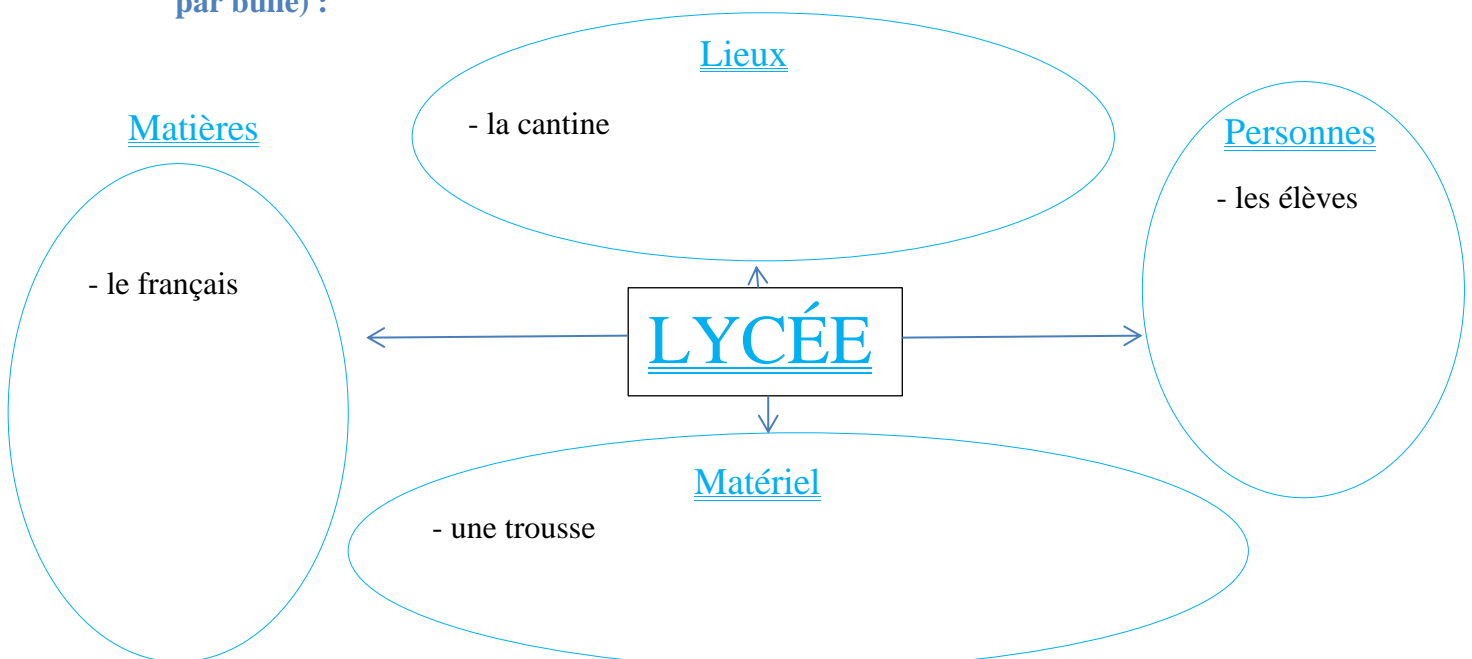 par bulle) :
Lieux
- la cantine
Matières
Personnes
- les élèves
- le français
LYCÉE
Matériel
- une trousse